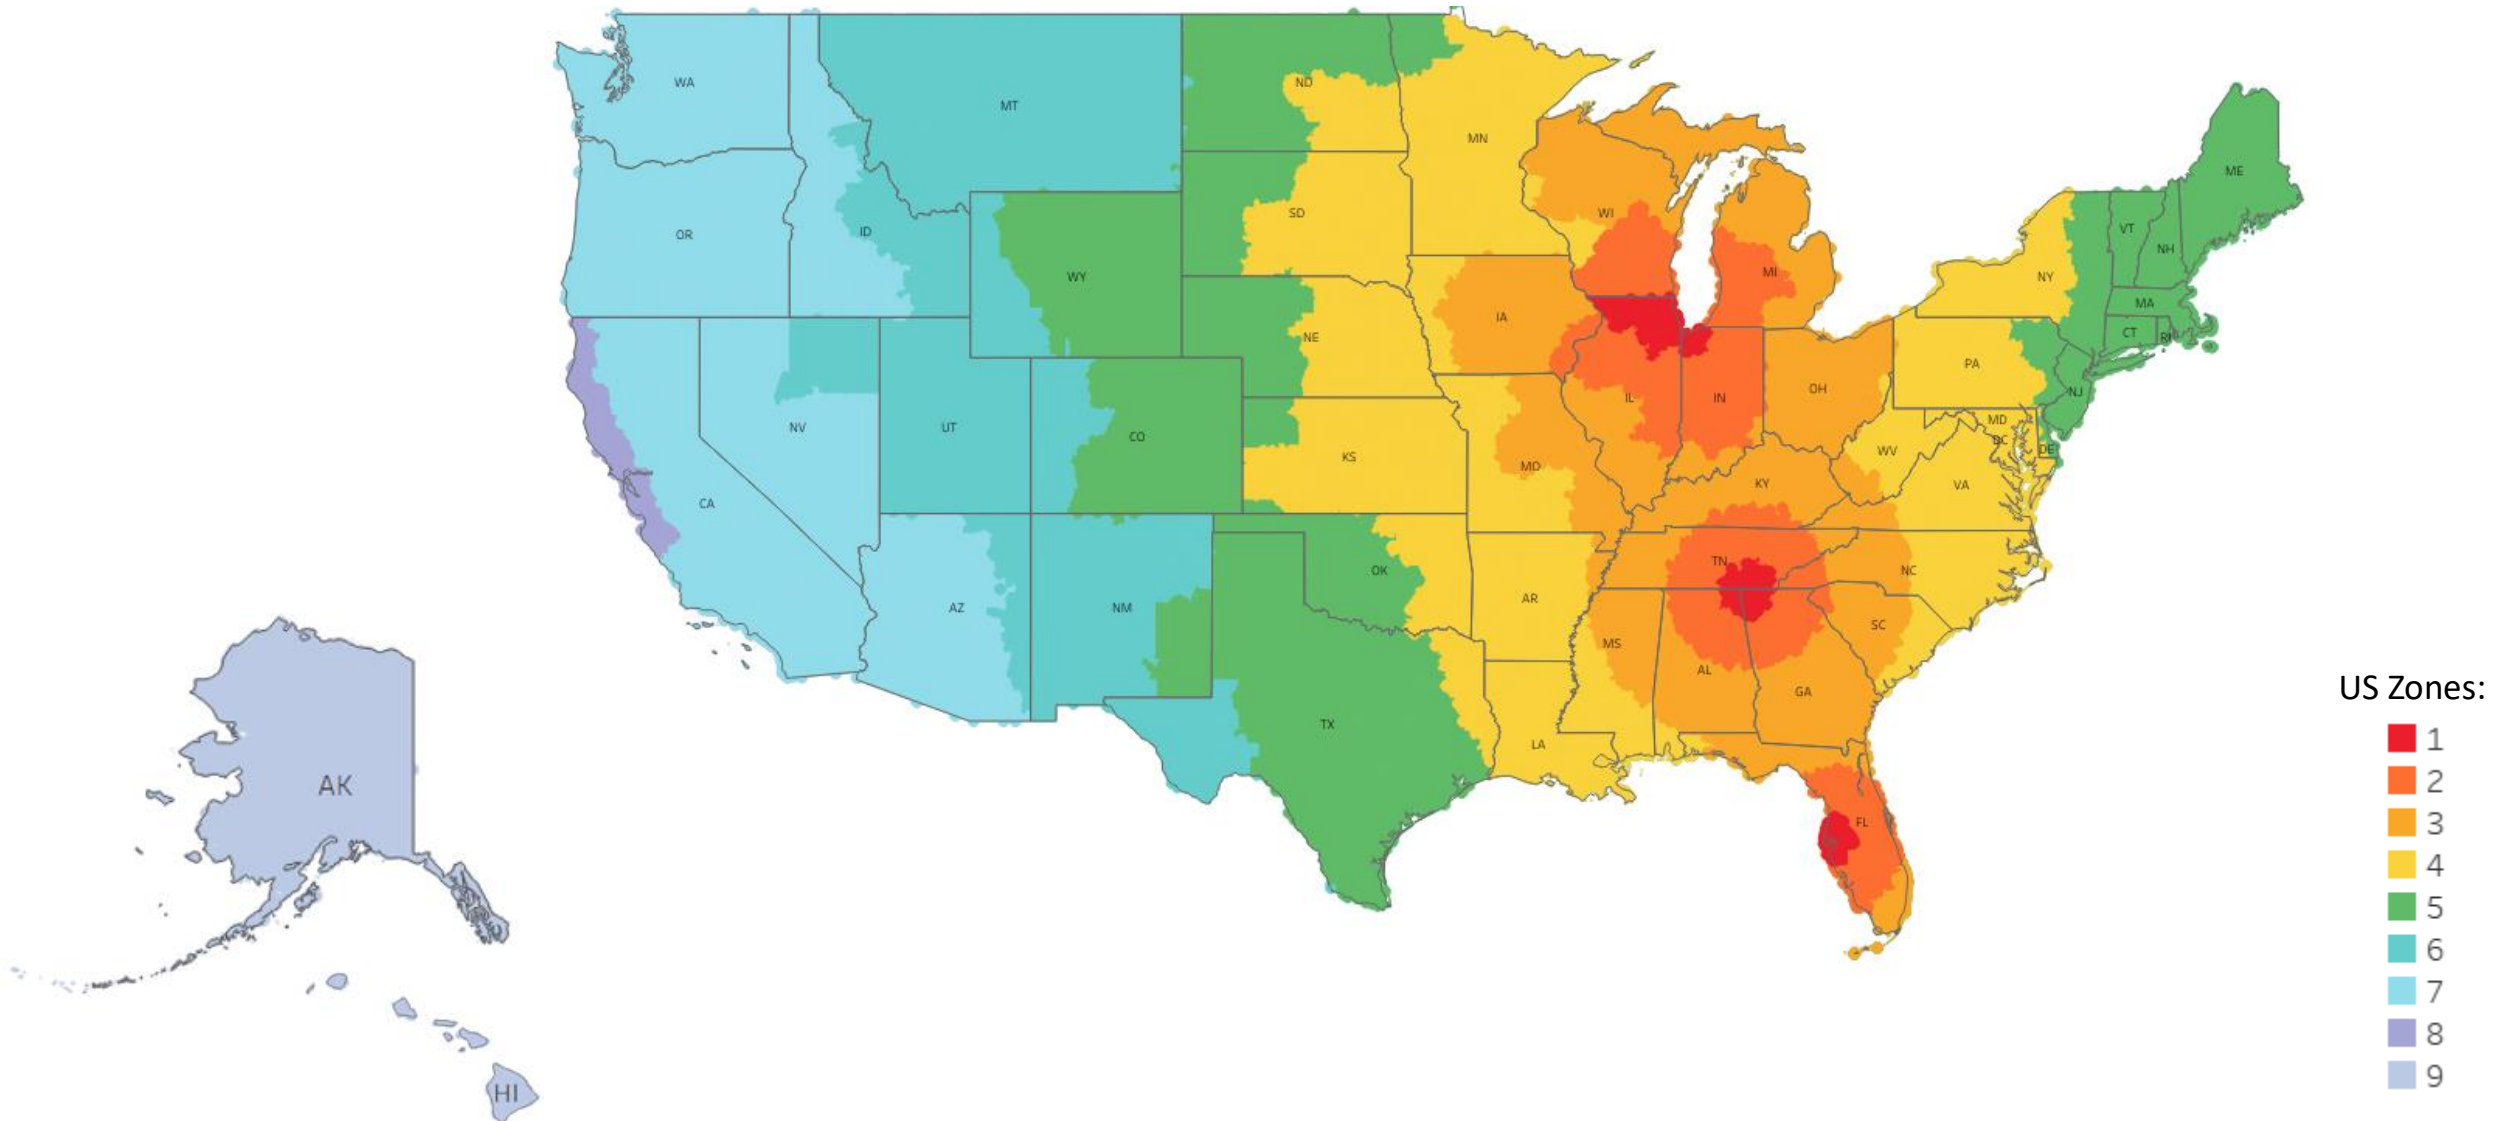 WA
MT
ND
MN
ME
OR
ID
WY
SD
WI
MI
VT
NH
NY
MA
CT
RI
IA
NE
PA
NJ
NV
UT
CO
KS
MO
IL
IN
OH
WV
MD
DC
DE
VA
KY
CA
AZ
NM
OK
AR
TN
NC
SC
MS
AL
GA
TX
LA
FL
AK
HI
US Zones:
1
2
3
4
5
6
7
8
9